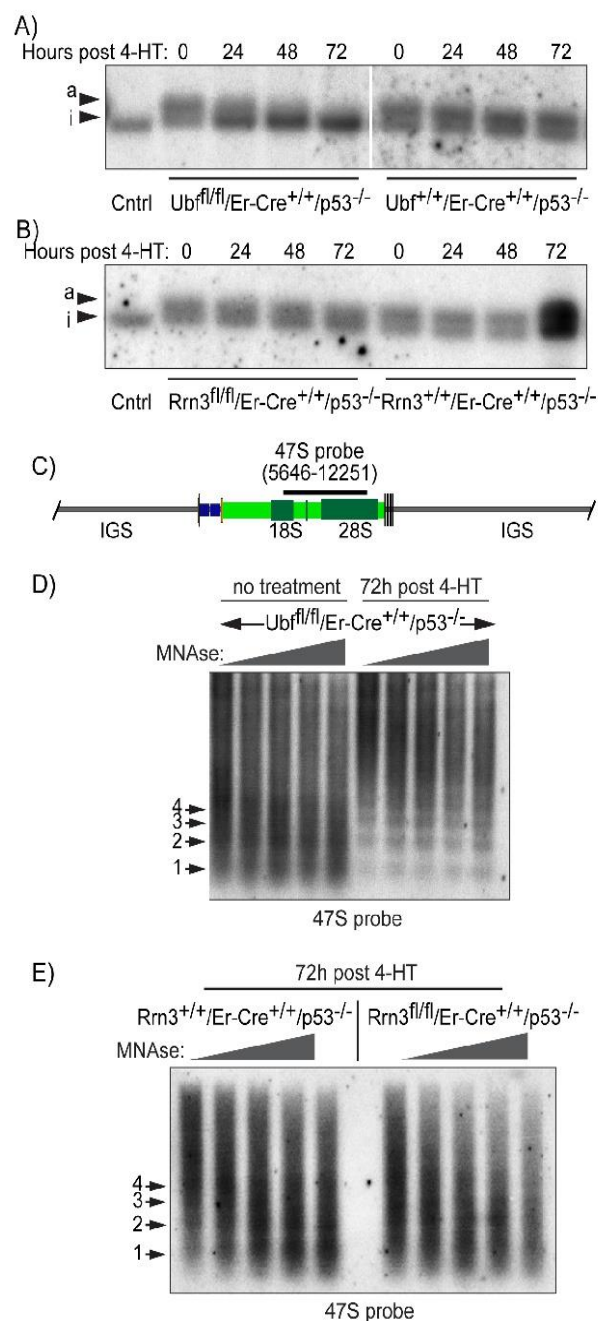 A)
Hours post 4-HT: 0 24 48 72 0 24 48 72
a
i
Cntrl Ubf^fl/fl/Er-Cre^+/+/p53^-/- Ubf^+/+/Er-Cre^+/+/p53^-/-
B)
Hours post 4-HT: 0 24 48 72 0 24 48 72
a
i
Cntrl Rrn3^fl/fl/Er-Cre^+/+/p53^-/- Rrn3^+/+/Er-Cre^+/+/p53^-/-
C)
47S probe
(5646-12251)
IGS 18S 28S IGS
D)
no treatment 72h post 4-HT
Ubf^fl/fl/Er-Cre^+/+/p53^-/-
MNAse:
4
3
2
1
47S probe
E)
72h post 4-HT
Rrn3^+/+/Er-Cre^+/+/p53^-/- Rrn3^fl/fl/Er-Cre^+/+/p53^-/-
MNAse:
4
3
2
1
47S probe